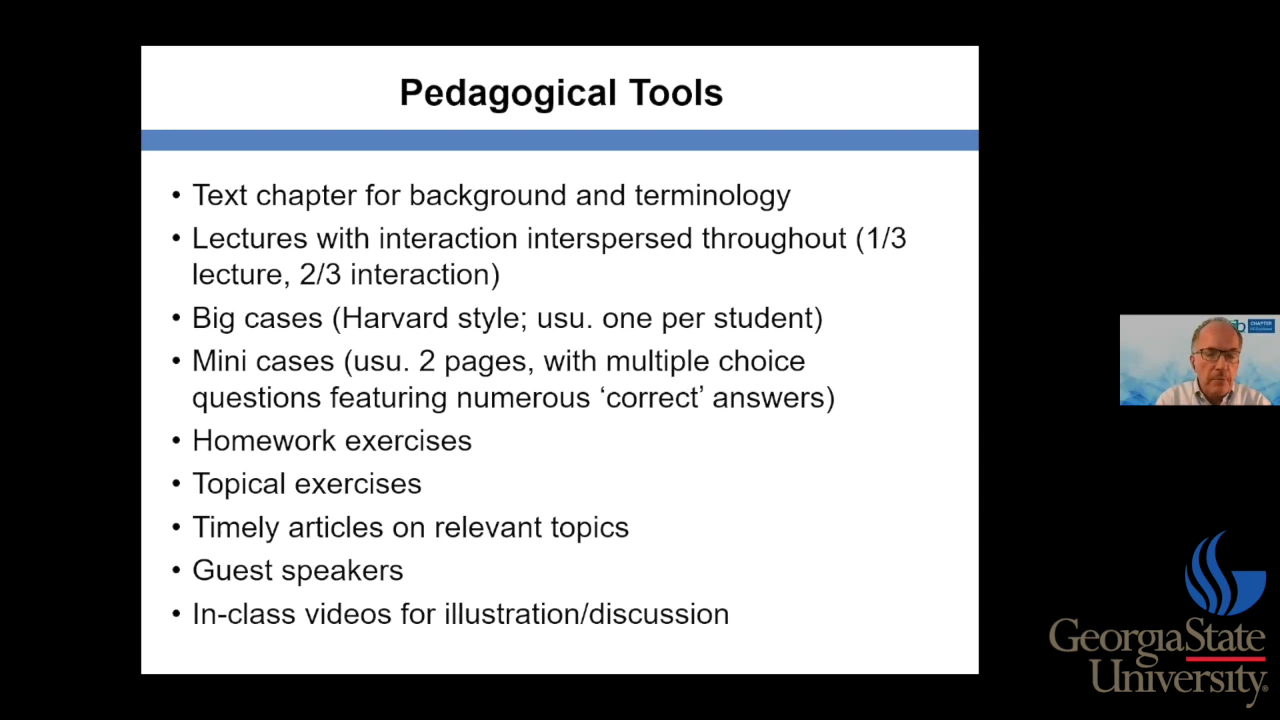 Pedagogical Tools
• Text chapter for background and terminology
• Lectures with interaction interspersed throughout (1/3
lecture, 2/3 interaction)
• Big cases (Harvard style; usu. one per student)
• Mini cases (usu. 2 pages, with multiple choice
questions featuring numerous ‘correct’ answers)
• Homework exercises
• Topical exercises
• Timely articles on relevant topics
• Guest speakers
• In-class videos for illustration/discussion
CHAPTER
GeorgiaState
University®